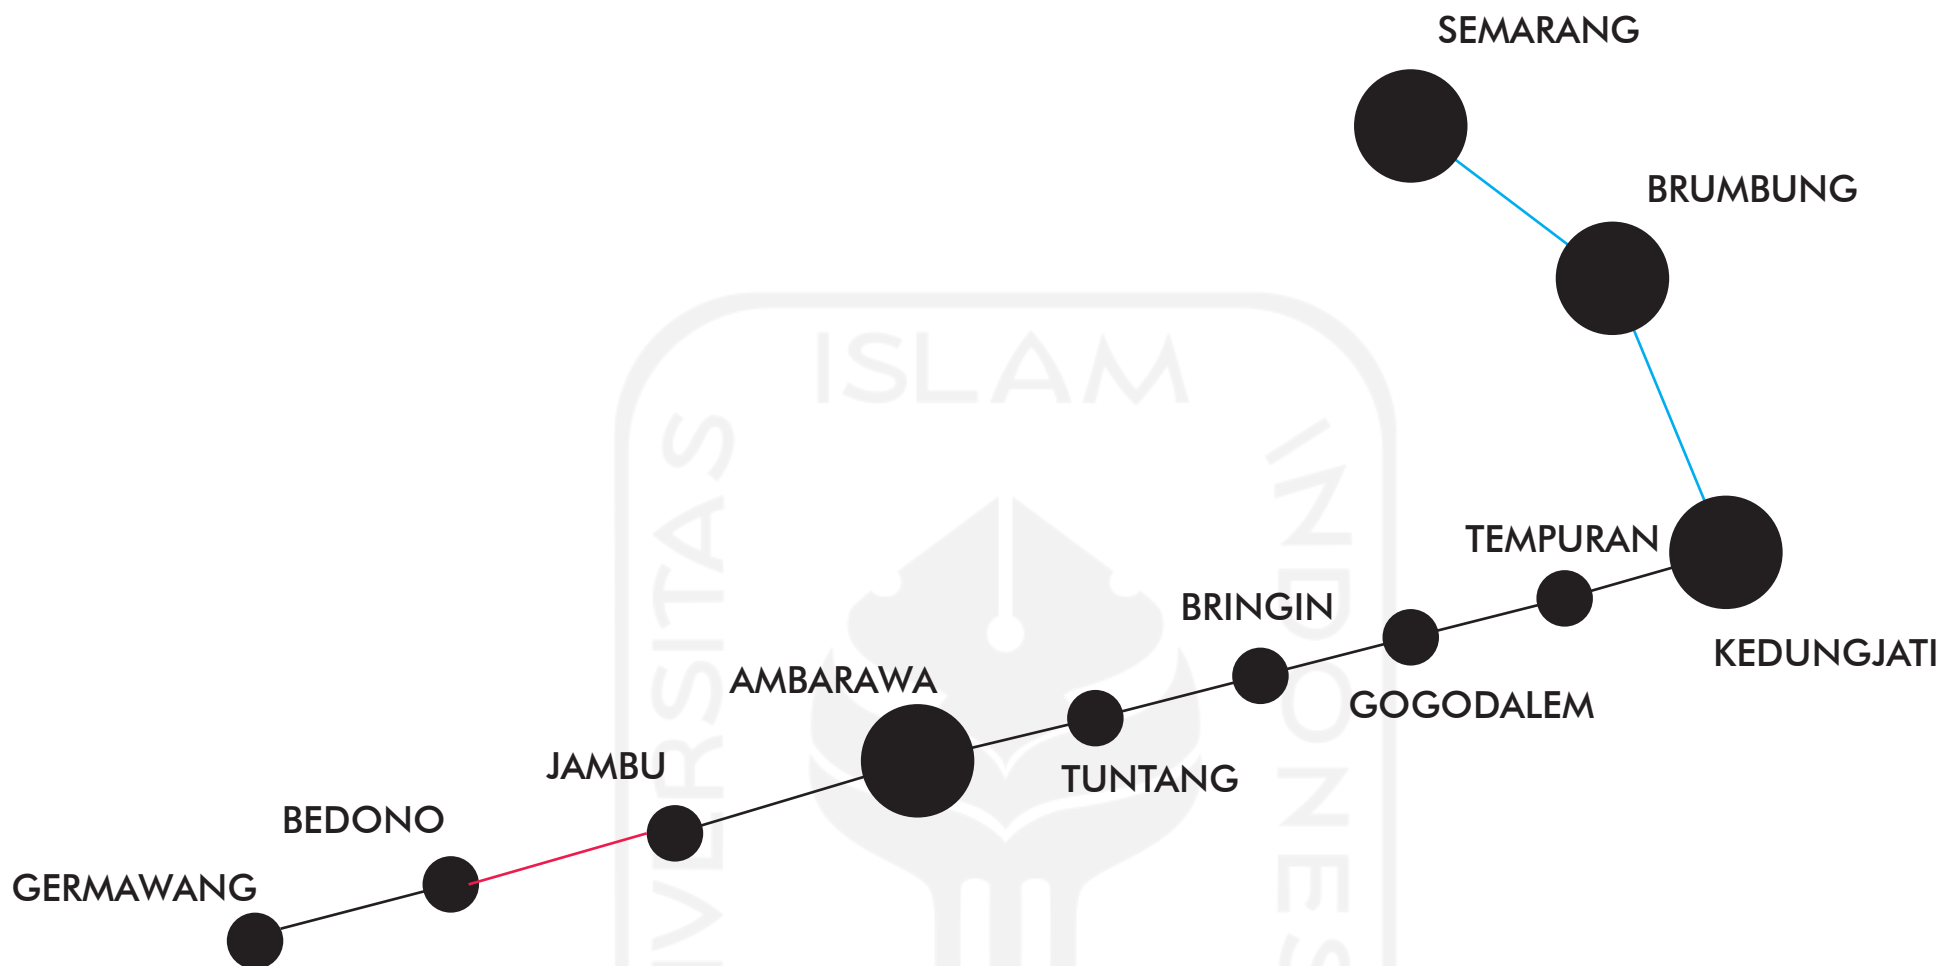 SEMARANG
BRUMBUNG
ISLAM
TEMPURAN
BRINGIN
KEDUNGJATI
AMBARAWA
GOGODALEM
JAMBU
TUNTANG
BEDONO
GERMAWANG